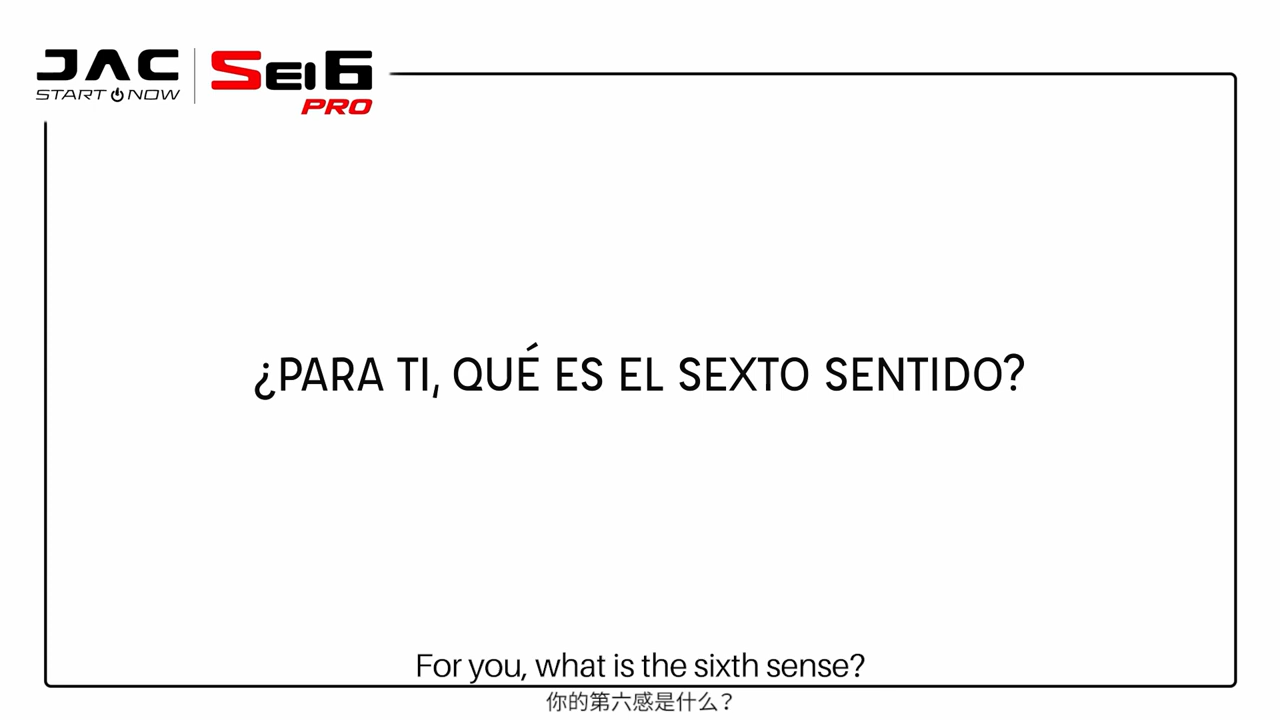 JAC
START NOW
Sei6
PRO
¿PARA TI, QUÉ ES EL SEXTO SENTIDO?
For you, what is the sixth sense?
你的第六感是什么?